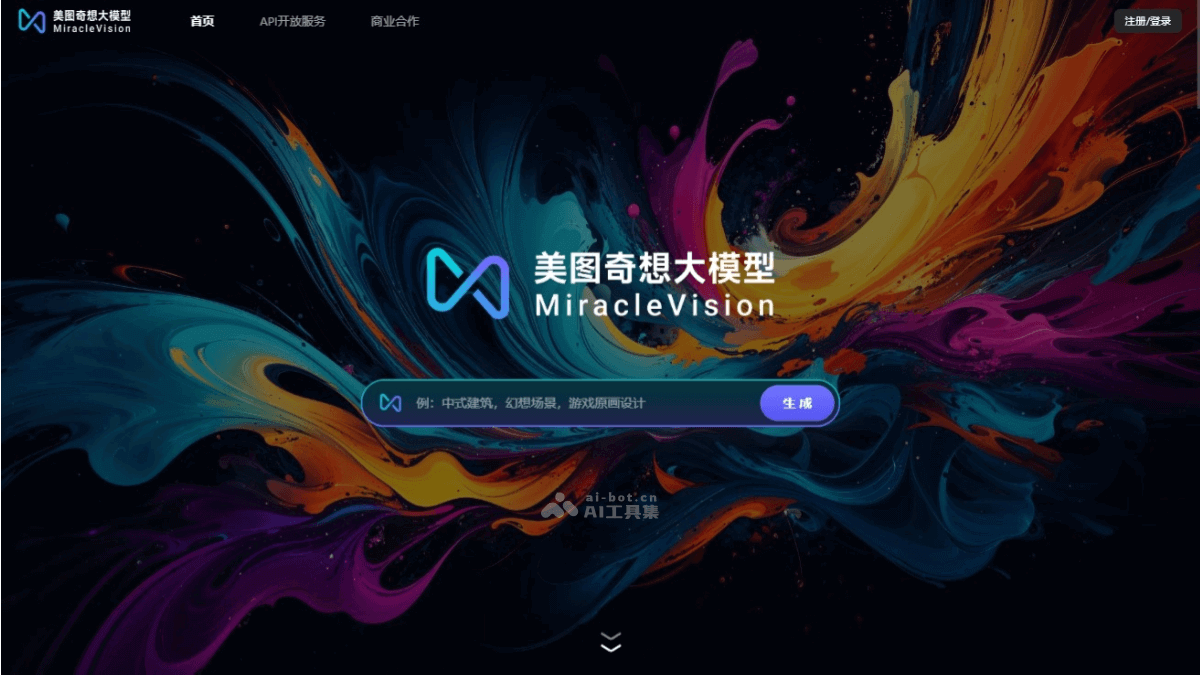 美图奇想大模型
MiracleVision
首页
API开放服务
商业合作
注册/登录
美图奇想大模型
MiracleVision
例：中式建筑，幻想场景，游戏原画设计
生成
ai-bot.cn
AI工具集